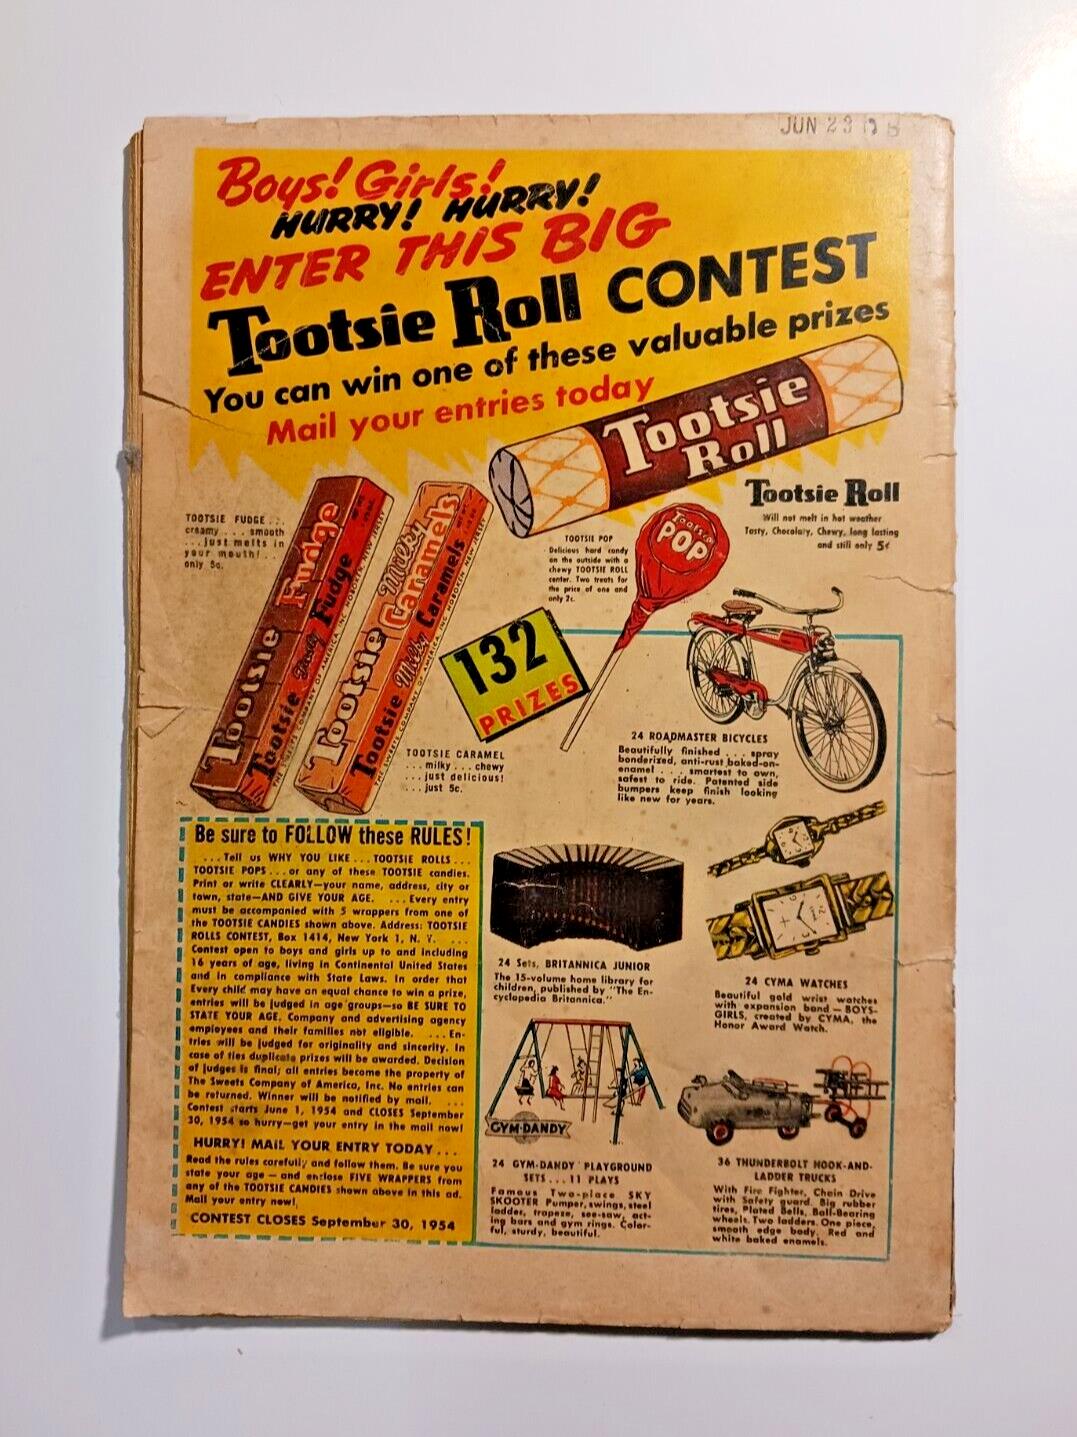 JUN 23
Boys! Girls!
HURRY! HURRY!
ENTER THIS BIG
Tootsie Roll CONTEST
You can win one of these valuable prizes
Mail your entries today
Tootsie
Roll
Tootsie Roll
Will not melt in hot weather
Tasty, Chocolaty, Chewy, long lasting
and still only 5¢
TOOTSIE FUDGE...
creamy . . . smooth
. . . just melts in
your mouth! . . .
only 5c.
Tootsie Fudge
Tootsie Fudge
Tootsie Milky Caramels
Tootsie Milky Caramels
TOOTSIE POP
Delicious hard candy
on the outside with a
chewy TOOTSIE ROLL
center. Two treats for
the price of one and
only 2c.
Tootsie
POP
132
PRIZES
TOOTSIE CARAMEL
. . . milky . . . chewy
. . . just delicious!
. . . just 5c.
24 ROADMASTER BICYCLES
Beautifully finished . . . spray
bonderized, anti-rust baked-on-
enamel . . . smartest to own,
safest to ride. Patented side
bumpers keep finish looking
like new for years.
Be sure to FOLLOW these RULES!
. . . Tell us WHY YOU LIKE . . . TOOTSIE ROLLS . . .
TOOTSIE POPS . . . or any of these TOOTSIE candies.
Print or write CLEARLY—your name, address, city or
town, state—AND GIVE YOUR AGE. . . . Every entry
must be accompanied with 5 wrappers from one of
the TOOTSIE CANDIES shown above. Address: TOOTSIE
ROLLS CONTEST, Box 1414, New York 1, N. Y. . . .
Contest open to boys and girls up to and including
16 years of age, living in Continental United States
and in compliance with State Laws. In order that
Every child may have an equal chance to win a prize,
entries will be judged in age groups—so BE SURE TO
STATE YOUR AGE. Company and advertising agency
employees and their families not eligible. . . . En-
tries will be judged for originality and sincerity. In
case of ties duplicate prizes will be awarded. Decision
of judges is final; all entries become the property of
The Sweets Company of America, Inc. No entries can
be returned. Winner will be notified by mail. . . .
Contest starts June 1, 1954 and CLOSES September
30, 1954 so hurry—get your entry in the mail now!
HURRY! MAIL YOUR ENTRY TODAY . . .
Read the rules carefully and follow them. Be sure you
state your age — and enclose FIVE WRAPPERS from
any of the TOOTSIE CANDIES shown above in this ad.
Mail your entry now!
CONTEST CLOSES September 30, 1954
24 Sets, BRITANNICA JUNIOR
The 15-volume home library for
children, published by "The En-
cyclopedia Britannica."
24 CYMA WATCHES
Beautiful gold wrist watches
with expansion band — BOYS-
GIRLS, created by CYMA, the
Honor Award Watch.
GYM-DANDY
24 GYM-DANDY PLAYGROUND
SETS . . . 11 PLAYS
Famous Two-place SKY
SKOOTER Pumper, swings, steel
ladder, trapeze, see-saw, act-
ing bars and gym rings. Color-
ful, sturdy, beautiful.
36 THUNDERBOLT HOOK-AND-
LADDER TRUCKS
With Fire Fighter, Chain Drive
with Safety guard. Big rubber
tires, Plated Bells, Ball-Bearing
wheels. Two ladders. One piece,
smooth edge body. Red and
white baked enamels.